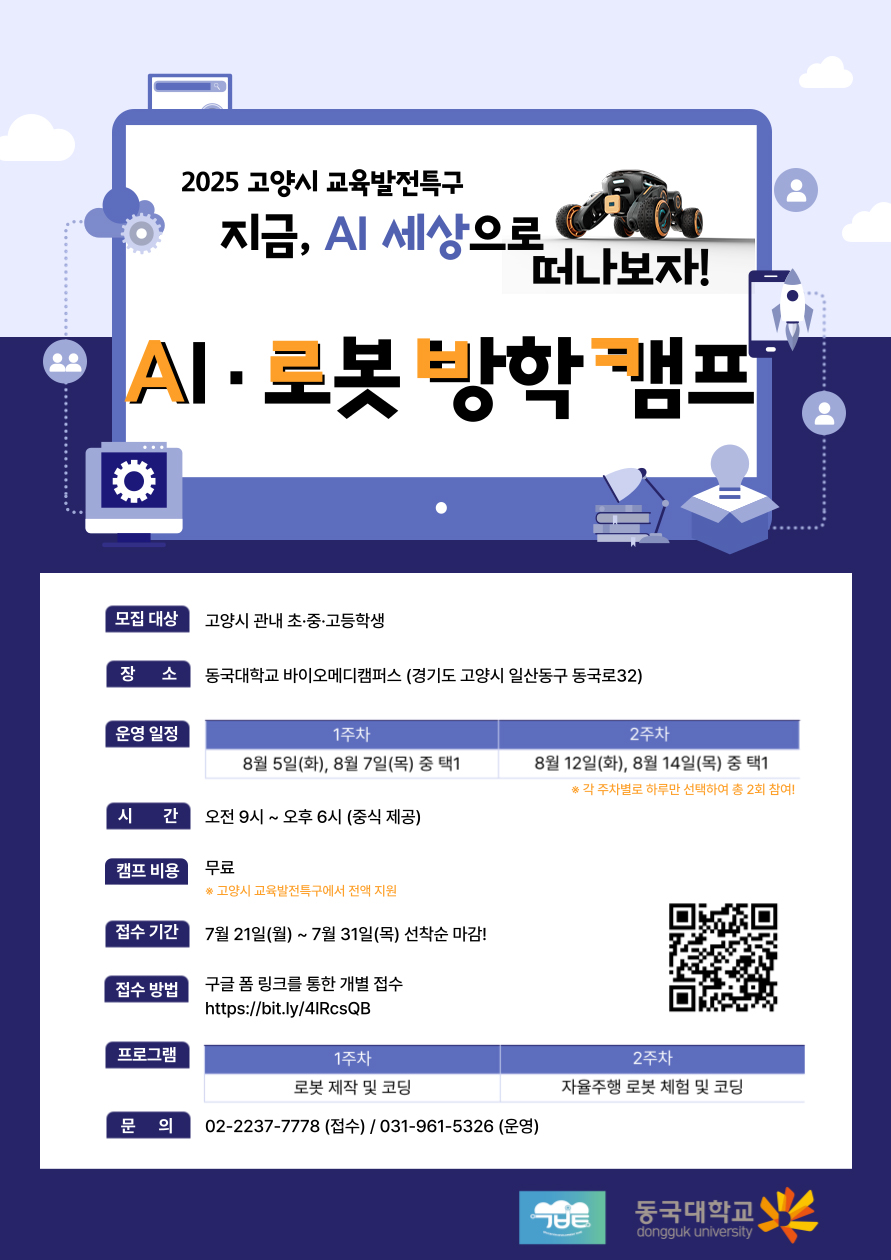 2025 고양시 교육발전특구
지금, AI 세상으로
떠나보자!
AI · 로봇 방학캠프
모집 대상 고양시 관내 초·중·고등학생
장 소 동국대학교 바이오메디캠퍼스 (경기도 고양시 일산동구 동국로32)
운영 일정 1주차 2주차
8월 5일(화), 8월 7일(목) 중 택1 8월 12일(화), 8월 14일(목) 중 택1
※ 각 주차별로 하루만 선택하여 총 2회 참여!
시 간 오전 9시 ~ 오후 6시 (중식 제공)
캠프 비용 무료
※ 고양시 교육발전특구에서 전액 지원
접수 기간 7월 21일(월) ~ 7월 31일(목) 선착순 마감!
접수 방법 구글 폼 링크를 통한 개별 접수
https://bit.ly/4lRcsQB
프로그램 1주차 2주차
로봇 제작 및 코딩 자율주행 로봇 체험 및 코딩
문 의 02-2237-7778 (접수) / 031-961-5326 (운영)
동국대학교
dongguk university